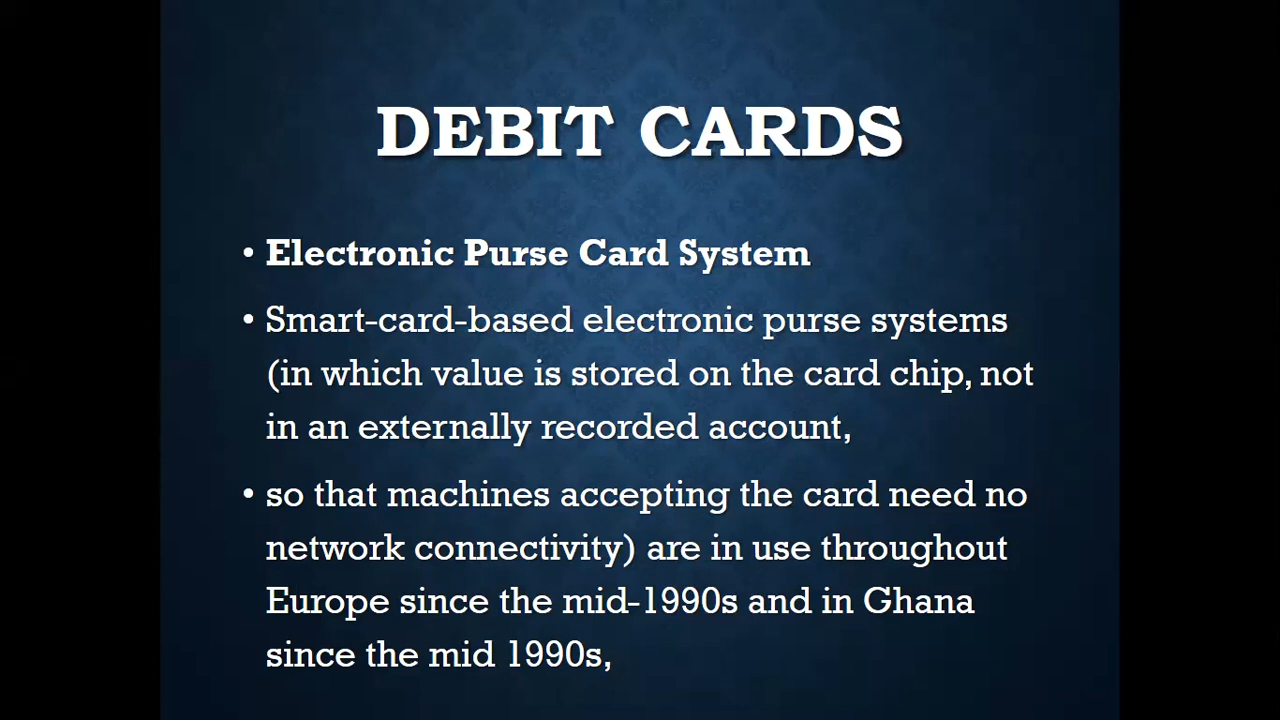 DEBIT CARDS
• Electronic Purse Card System
• Smart-card-based electronic purse systems
(in which value is stored on the card chip, not
in an externally recorded account,
• so that machines accepting the card need no
network connectivity) are in use throughout
Europe since the mid-1990s and in Ghana
since the mid 1990s,